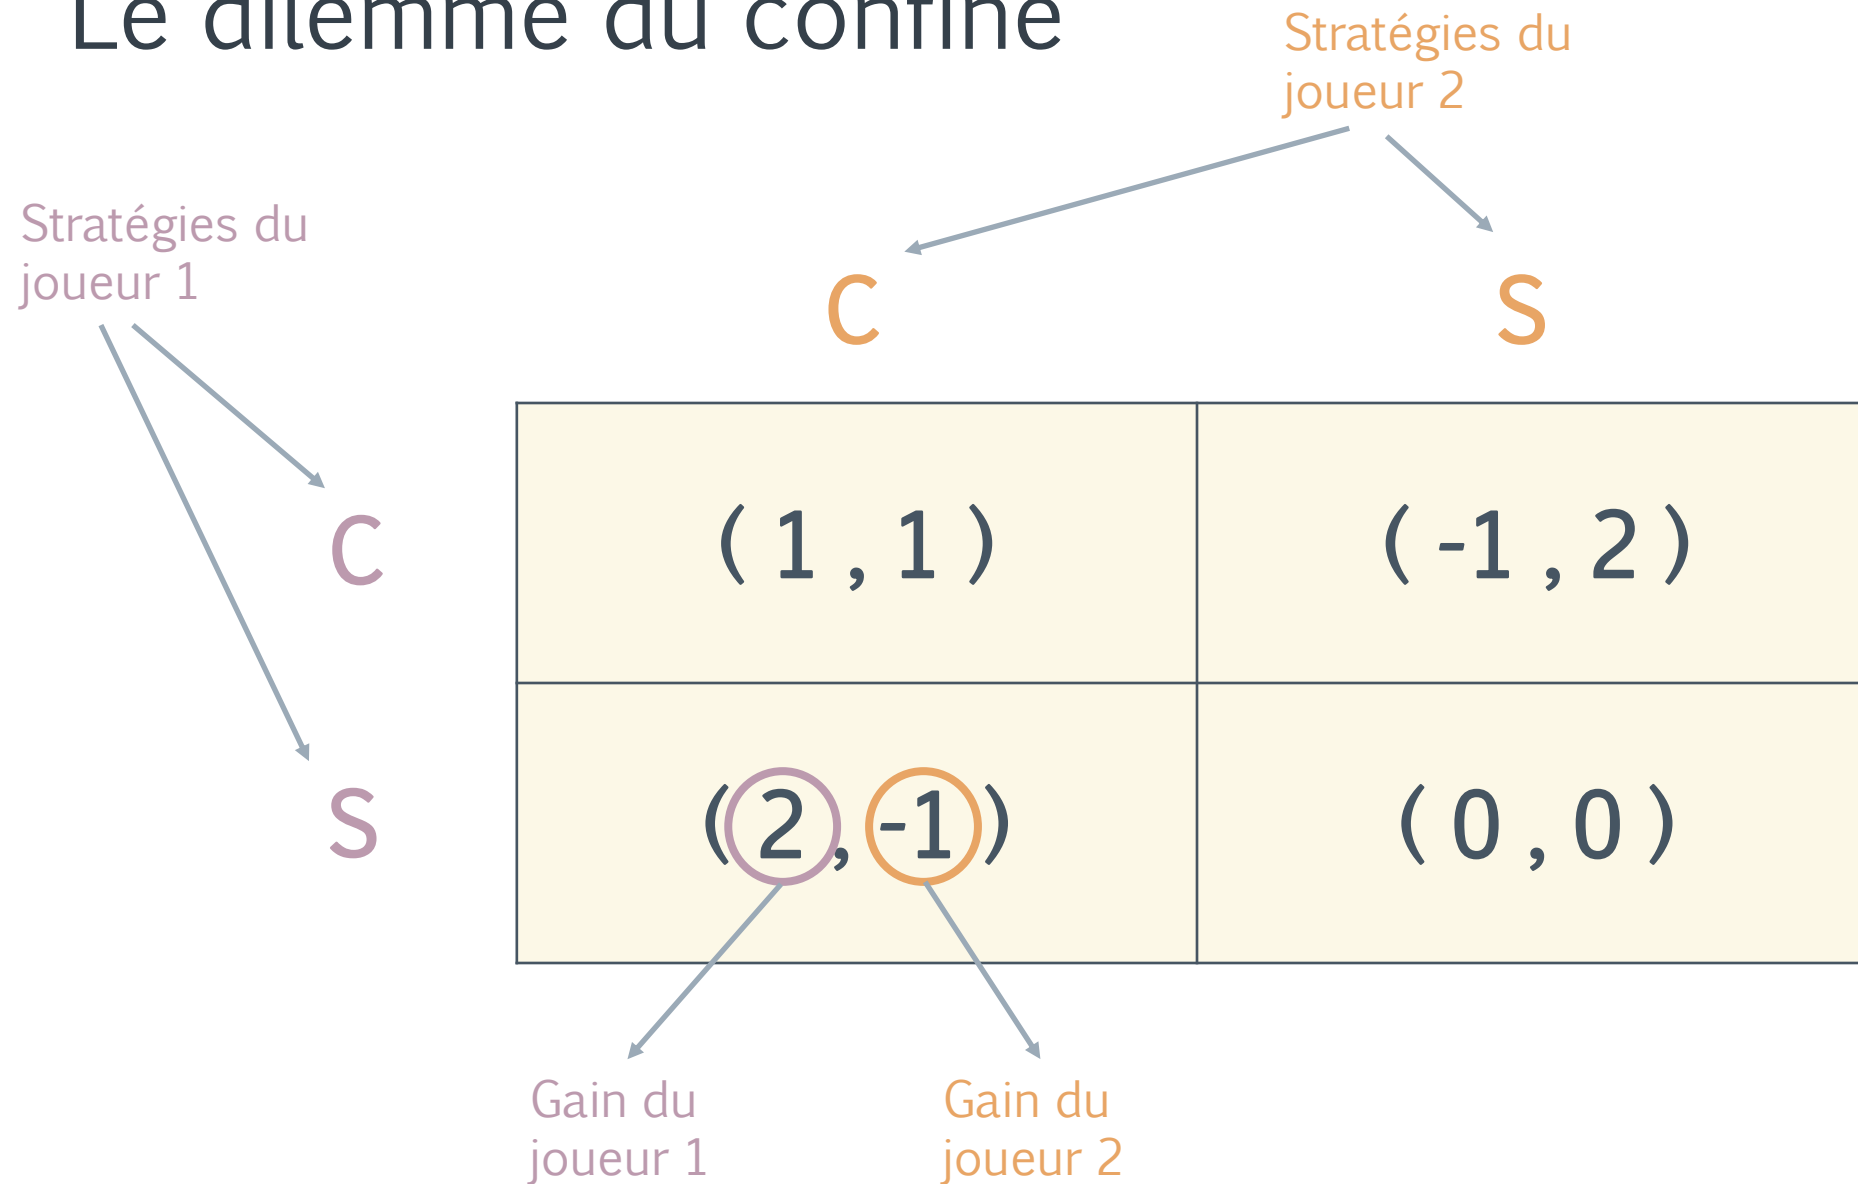 Le dilemme du confiné
Stratégies du
joueur 2
Stratégies du
joueur 1
C S
C ( 1 , 1 ) ( -1 , 2 )
S ( 2 , -1 ) ( 0 , 0 )
Gain du
joueur 1
Gain du
joueur 2